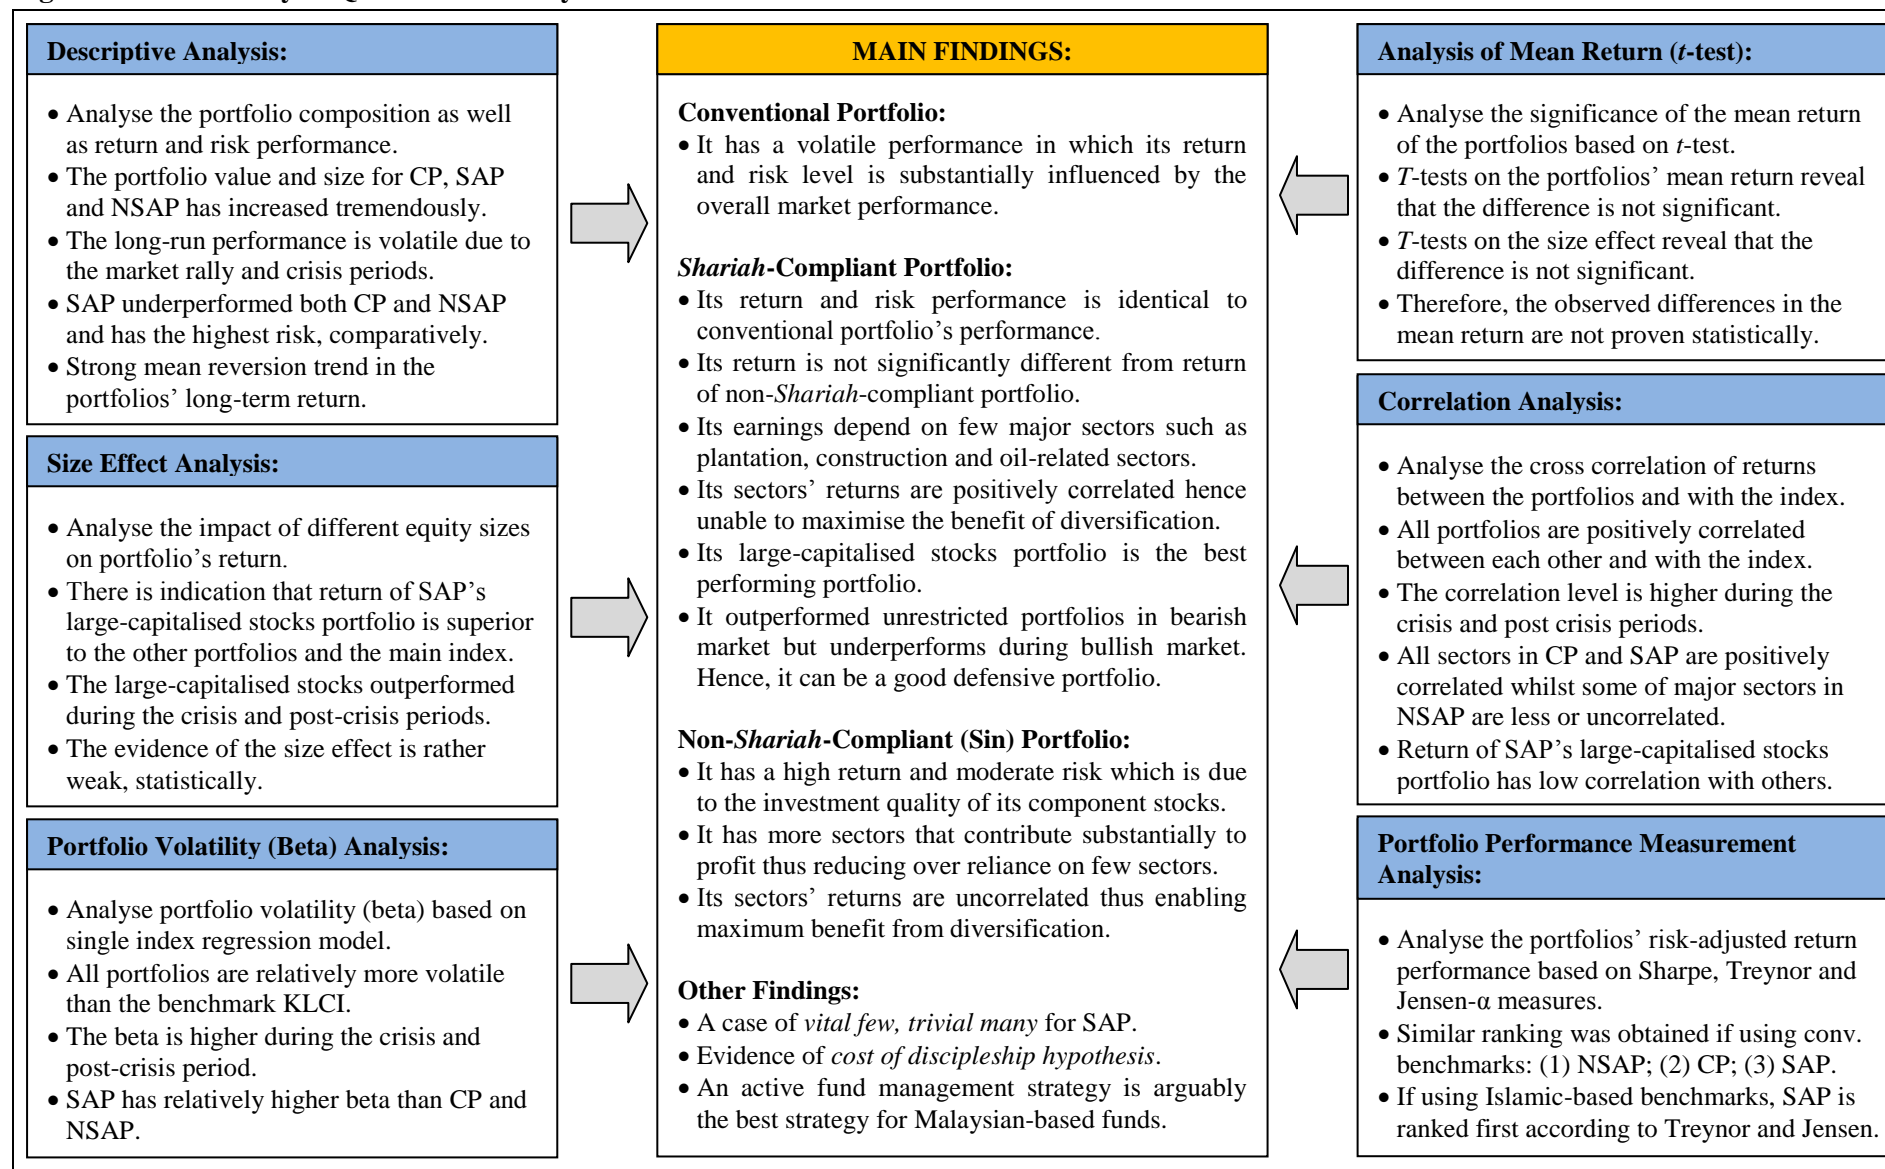 Descriptive Analysis:
• Analyse the portfolio composition as well
as return and risk performance.
• The portfolio value and size for CP, SAP
and NSAP has increased tremendously.
• The long-run performance is volatile due to
the market rally and crisis periods.
• SAP underperformed both CP and NSAP
and has the highest risk, comparatively.
• Strong mean reversion trend in the
portfolios’ long-term return.
Size Effect Analysis:
• Analyse the impact of different equity sizes
on portfolio’s return.
• There is indication that return of SAP’s
large-capitalised stocks portfolio is superior
to the other portfolios and the main index.
• The large-capitalised stocks outperformed
during the crisis and post-crisis periods.
• The evidence of the size effect is rather
weak, statistically.
Portfolio Volatility (Beta) Analysis:
• Analyse portfolio volatility (beta) based on
single index regression model.
• All portfolios are relatively more volatile
than the benchmark KLCI.
• The beta is higher during the crisis and
post-crisis period.
• SAP has relatively higher beta than CP and
NSAP.
MAIN FINDINGS:
Conventional Portfolio:
• It has a volatile performance in which its return
and risk level is substantially influenced by the
overall market performance.
Shariah-Compliant Portfolio:
• Its return and risk performance is identical to
conventional portfolio’s performance.
• Its return is not significantly different from return
of non-Shariah-compliant portfolio.
• Its earnings depend on few major sectors such as
plantation, construction and oil-related sectors.
• Its sectors’ returns are positively correlated hence
unable to maximise the benefit of diversification.
• Its large-capitalised stocks portfolio is the best
performing portfolio.
• It outperformed unrestricted portfolios in bearish
market but underperforms during bullish market.
Hence, it can be a good defensive portfolio.
Non-Shariah-Compliant (Sin) Portfolio:
• It has a high return and moderate risk which is due
to the investment quality of its component stocks.
• It has more sectors that contribute substantially to
profit thus reducing over reliance on few sectors.
• Its sectors’ returns are uncorrelated thus enabling
maximum benefit from diversification.
Other Findings:
• A case of vital few, trivial many for SAP.
• Evidence of cost of discipleship hypothesis.
• An active fund management strategy is arguably
the best strategy for Malaysian-based funds.
Analysis of Mean Return (t-test):
• Analyse the significance of the mean return
of the portfolios based on t-test.
• T-tests on the portfolios’ mean return reveal
that the difference is not significant.
• T-tests on the size effect reveal that the
difference is not significant.
• Therefore, the observed differences in the
mean return are not proven statistically.
Correlation Analysis:
• Analyse the cross correlation of returns
between the portfolios and with the index.
• All portfolios are positively correlated
between each other and with the index.
• The correlation level is higher during the
crisis and post crisis periods.
• All sectors in CP and SAP are positively
correlated whilst some of major sectors in
NSAP are less or uncorrelated.
• Return of SAP’s large-capitalised stocks
portfolio has low correlation with others.
Portfolio Performance Measurement
Analysis:
• Analyse the portfolios’ risk-adjusted return
performance based on Sharpe, Treynor and
Jensen-α measures.
• Similar ranking was obtained if using conv.
benchmarks: (1) NSAP; (2) CP; (3) SAP.
• If using Islamic-based benchmarks, SAP is
ranked first according to Treynor and Jensen.